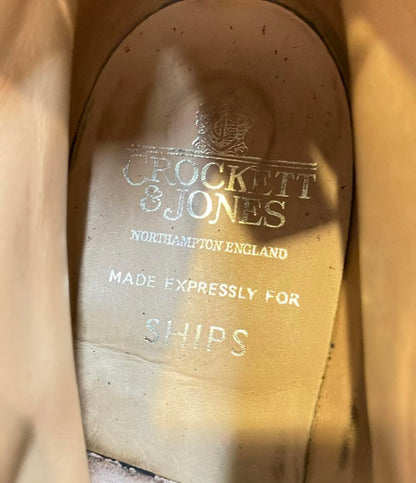 CROCKETT
& JONES
NORTHAMPTON ENGLAND
MADE EXPRESSLY FOR
SHIPS